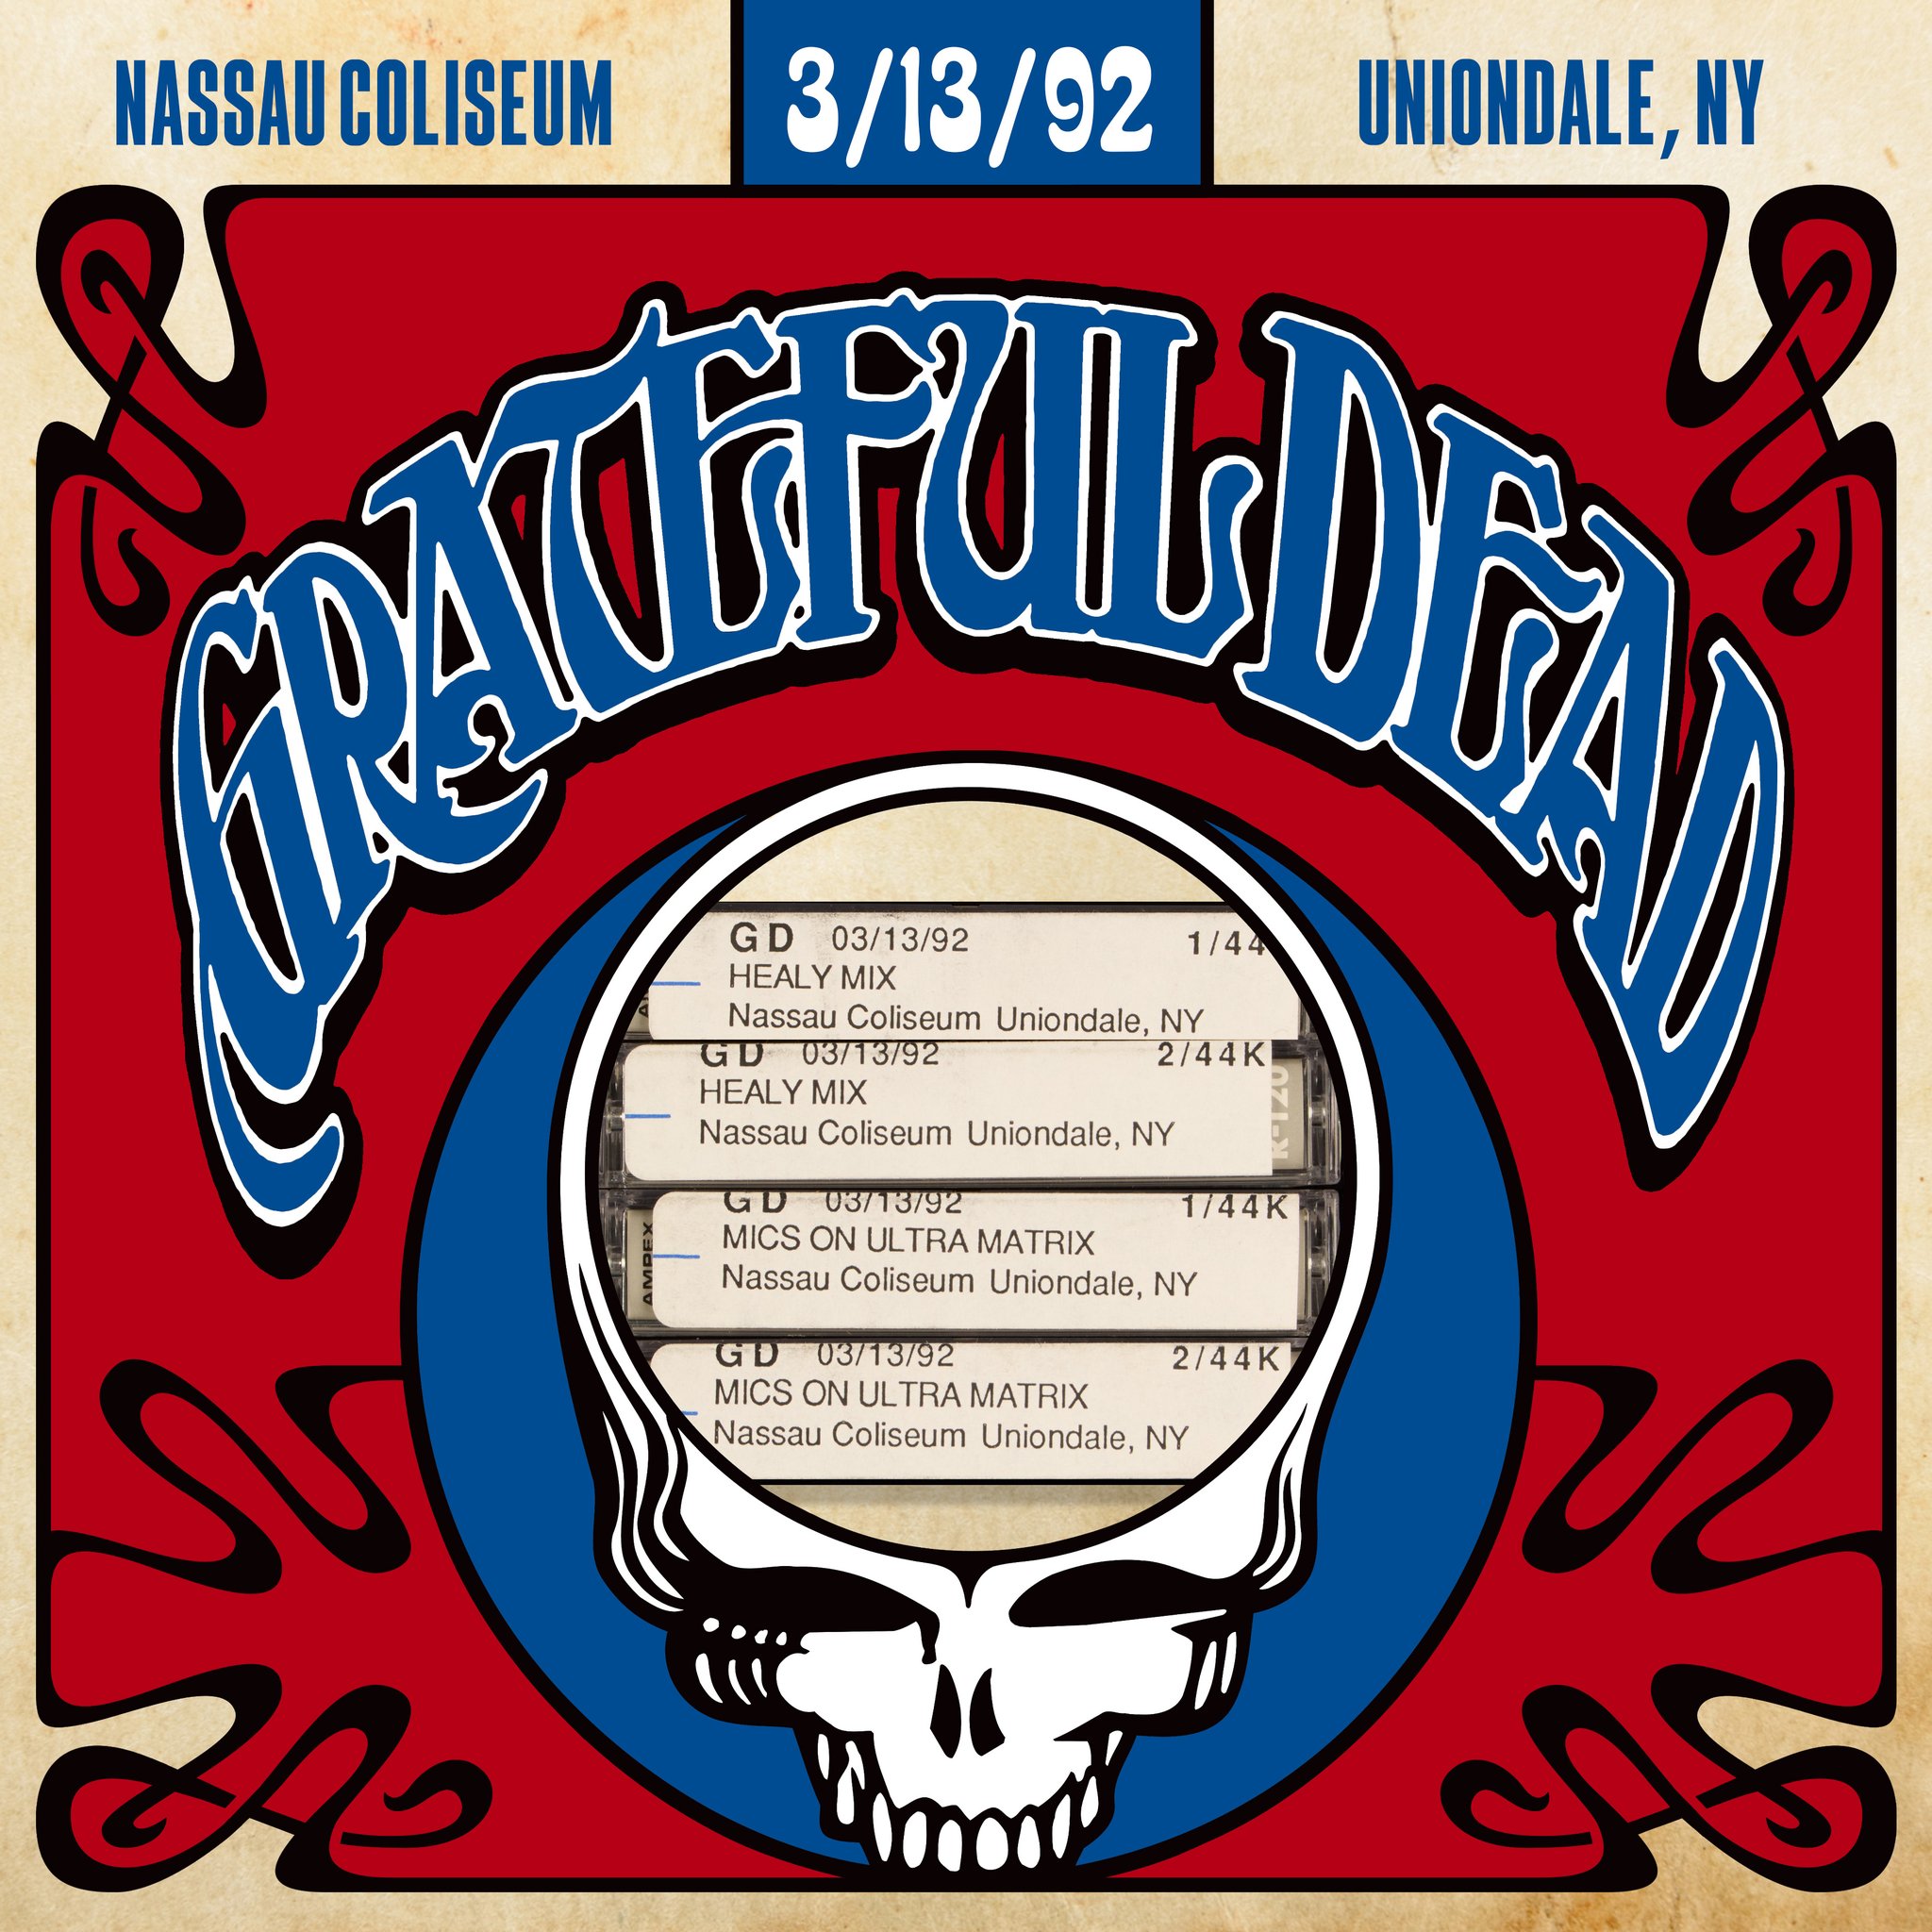 NASSAU COLISEUM
3/13/92
UNIONDALE, NY
GRATEFUL DEAD
GD 03/13/92 1/44
HEALY MIX
Nassau Coliseum Uniondale, NY
GD 03/13/92 2/44K
HEALY MIX
Nassau Coliseum Uniondale, NY
R-120
GD 03/13/92 1/44K
MICS ON ULTRA MATRIX
Nassau Coliseum Uniondale, NY
AMPEX
GD 03/13/92 2/44K
MICS ON ULTRA MATRIX
Nassau Coliseum Uniondale, NY